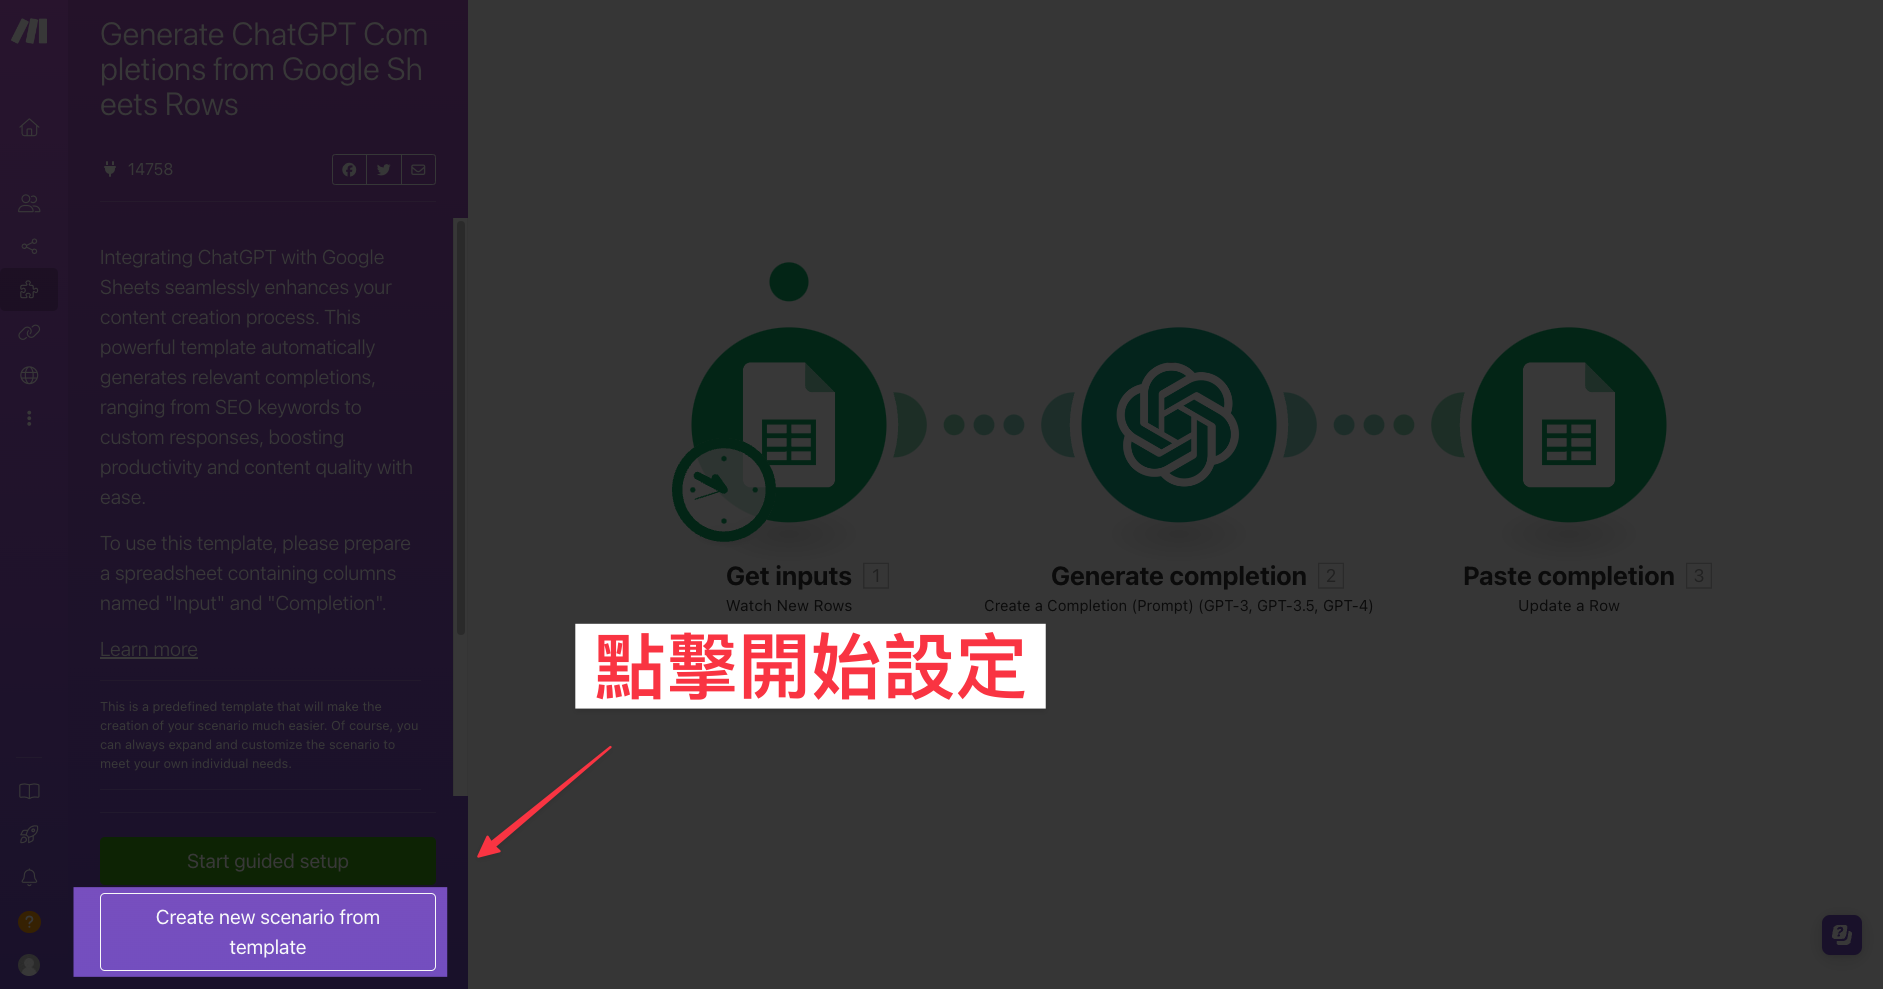 Generate ChatGPT Com
pletions from Google Sh
eets Rows
14758
Integrating ChatGPT with Google
Sheets seamlessly enhances your
content creation process. This
powerful template automatically
generates relevant completions,
ranging from SEO keywords to
custom responses, boosting
productivity and content quality with
ease.
To use this template, please prepare
a spreadsheet containing columns
named "Input" and "Completion".
Learn more
This is a predefined template that will make the
creation of your scenario much easier. Of course, you
can always expand and customize the scenario to
meet your own individual needs.
Start guided setup
Create new scenario from
template
Get inputs 1
Watch New Rows
Generate completion 2
Create a Completion (Prompt) (GPT-3, GPT-3.5, GPT-4)
Paste completion 3
Update a Row
點擊開始設定